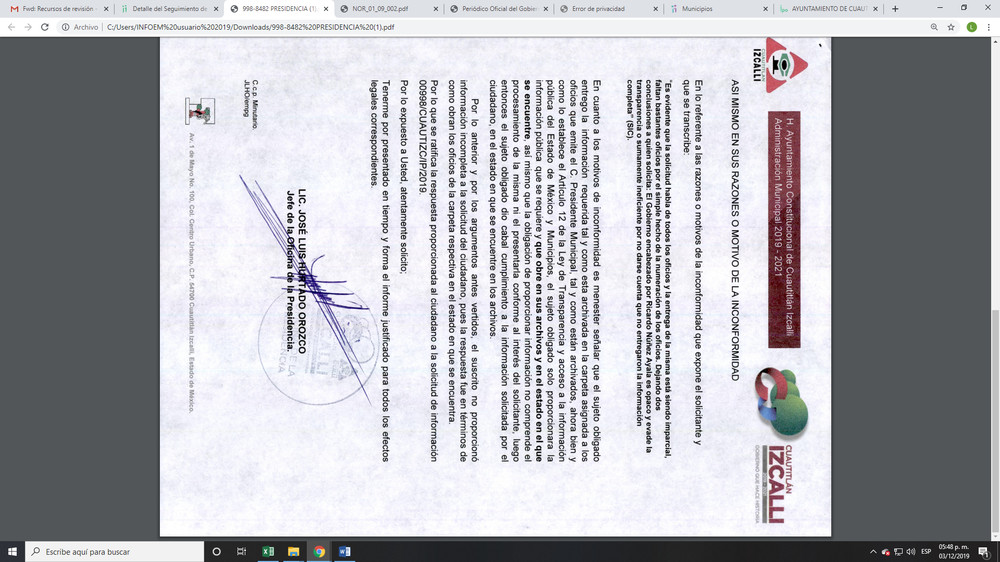 Fwd: Recursos de revisión -
Detalle del Seguimiento de
998-8482 PRESIDENCIA (1).
NOR_01_09_002.pdf
Periódico Oficial del Gobier
Error de privacidad
Municipios
AYUNTAMIENTO DE CUAUT
Archivo
C:/Users/INFOEM%20usuario%202019/Downloads/998-8482%20PRESIDENCIA%20(1).pdf
L
CUAUTITLAN
IZCALLI
H. Ayuntamiento Constitucional de Cuautitlán Izcalli
Administración Municipal 2019 - 2021
CUAUTITLÁN
IZCALLI
2019 - 2021
GOBIERNO QUE HACE HISTORIA
ASI MISMO EN SUS RAZONES O MOTIVO DE LA INCONFORMIDAD
En lo referente a las razones o motivos de la inconformidad que expone el solicitante y
que se transcribe:
"Es evidente que la solicitud habla de todos los oficios y la entrega de la misma está siendo imparcial,
faltan bastantes oficios por el simple hecho de la numeración de los oficios. Dejando dos
conclusiones a quien solicita: El Gobierno encabezado por Ricardo Núñez Ayala es opaco y evade la
transparencia o sumamente ineficiente por no darse cuenta que no entregaron la información
completa" (SIC).
En cuanto a los motivos de inconformidad es menester señalar que el sujeto obligado
entrego la información requerida tal y como esta archivada en la carpeta asignada a los
oficios que emite el C. Presidente Municipal, tal y como están archivados, ahora bien y
como lo establece el Artículo 12 de la Ley de Transparencia y acceso a la información
pública del Estado de México y Municipios, el sujeto obligado solo proporcionara la
información pública que se requiere y que obre en sus archivos y en el estado en el que
se encuentre, así mismo que la obligación de proporcionar información no comprende el
procesamiento de la misma ni el presentarla conforme al interés del solicitante, luego
entonces el sujeto obligado dio cabal cumplimiento a la información solicitada por el
ciudadano, en el estado en que se encuentre en los archivos.
Por lo anterior y por los argumentos antes vertidos, el suscrito no proporcionó
información incompleta a la solicitud del ciudadano, pues la respuesta fue en términos de
como obran los oficios de la carpeta respectiva en el estado en que se encuentra.
Por lo que se ratifica la respuesta proporcionada al ciudadano a la solicitud de información
00998/CUAUTIZC/IP/2019.
Por lo expuesto a Usted, atentamente solicito;
Tenerme por presentado en tiempo y forma el informe justificado para todos los efectos
legales correspondientes.
LIC. JOSÉ LUIS HURTADO OROZCO
Jefe de la Oficina de la Presidencia.
C.c.p. Minutario.
JLHO/empg
Av. 1 de Mayo No. 100, Col. Centro Urbano, C.P. 54700 Cuautitlán Izcalli, Estado de México.
Escribe aquí para buscar
ESP
05:48 p. m.
03/12/2019
1